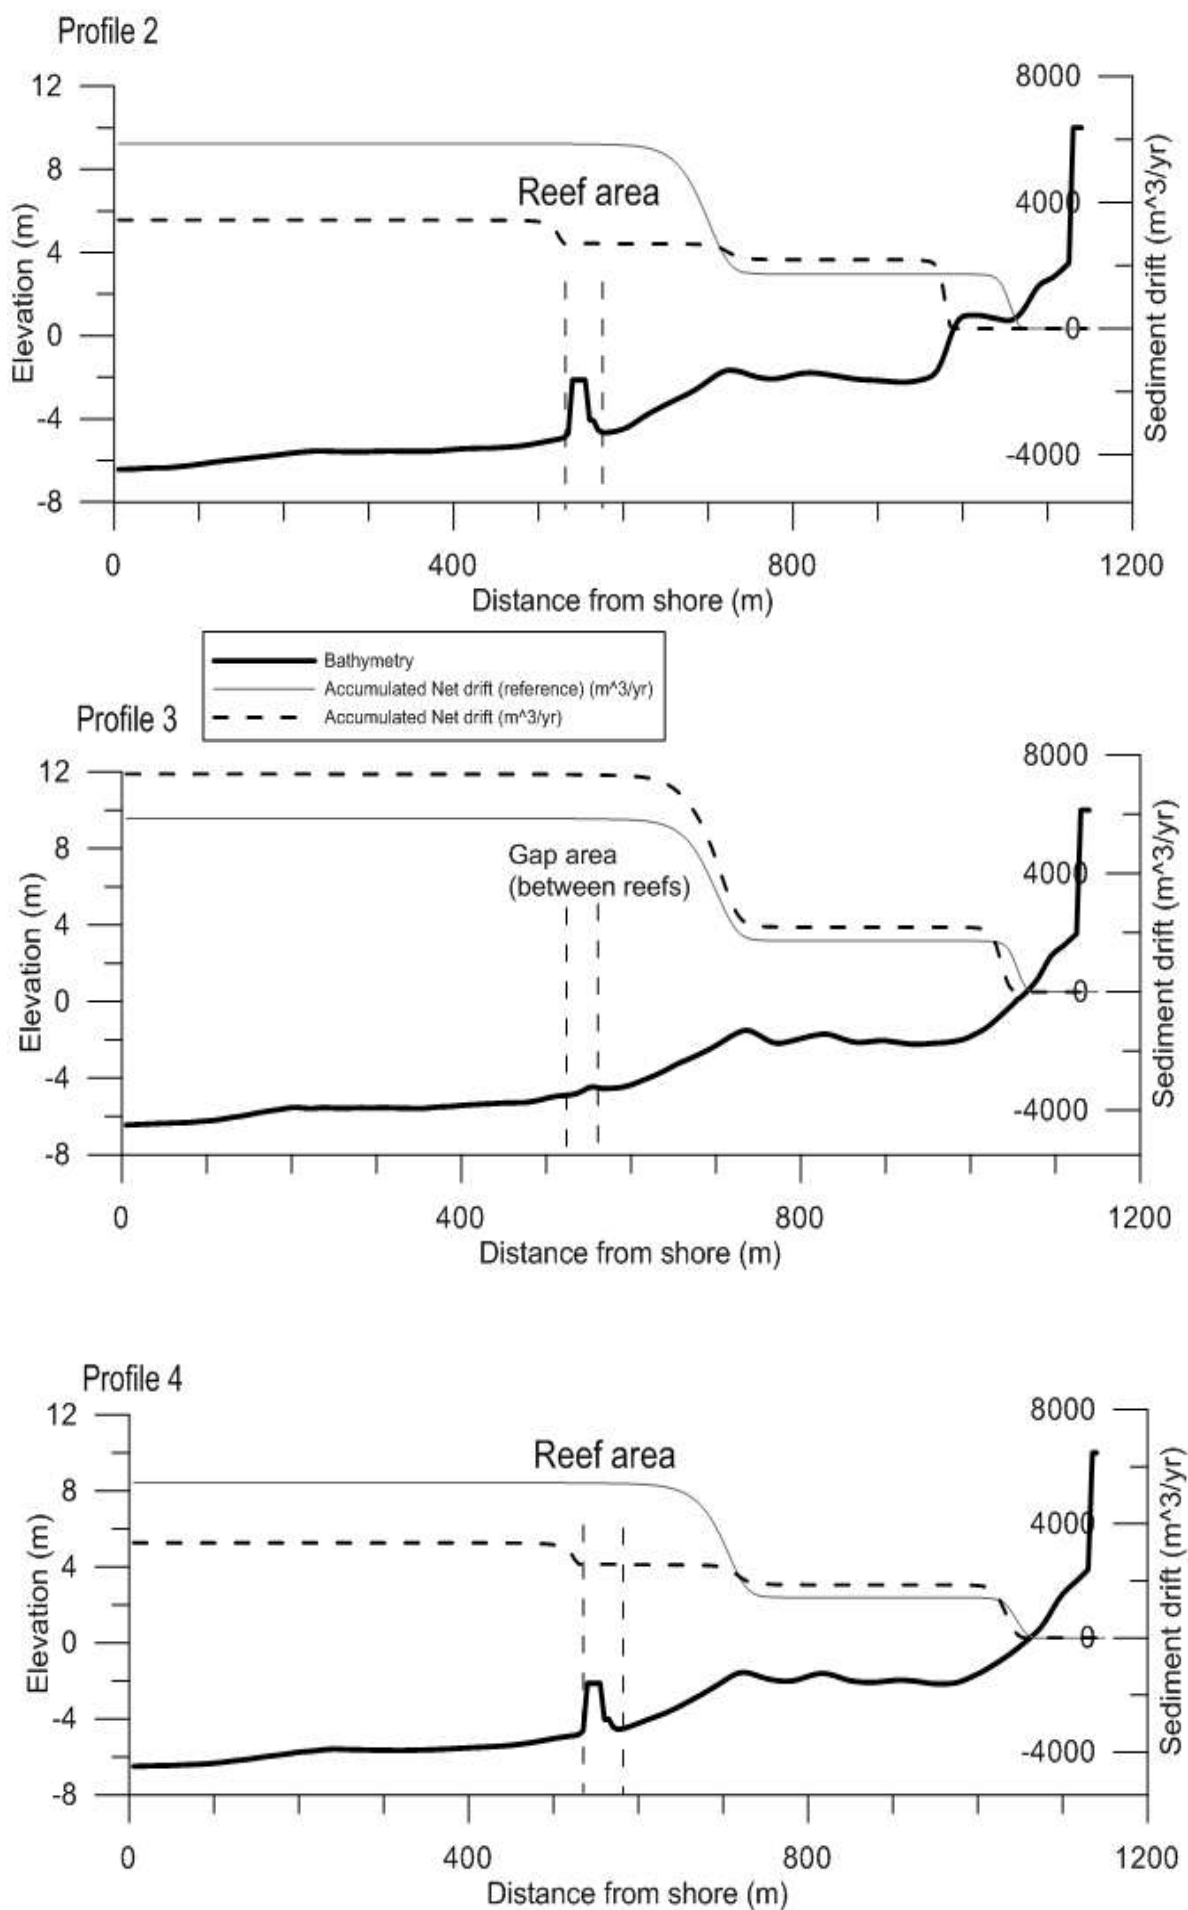 Profile 2
12
8
4
0
-4
-8
Elevation (m)
Reef area
8000
4000
0
-4000
Sediment drift (m^3/yr)
0 400 800 1200
Distance from shore (m)
Bathymetry
Accumulated Net drift (reference) (m^3/yr)
Accumulated Net drift (m^3/yr)
Profile 3
12
8
4
0
-4
-8
Elevation (m)
Gap area
(between reefs)
8000
4000
0
-4000
Sediment drift (m^3/yr)
0 400 800 1200
Distance from shore (m)
Profile 4
12
8
4
0
-4
-8
Elevation (m)
Reef area
8000
4000
0
-4000
Sediment drift (m^3/yr)
0 400 800 1200
Distance from shore (m)